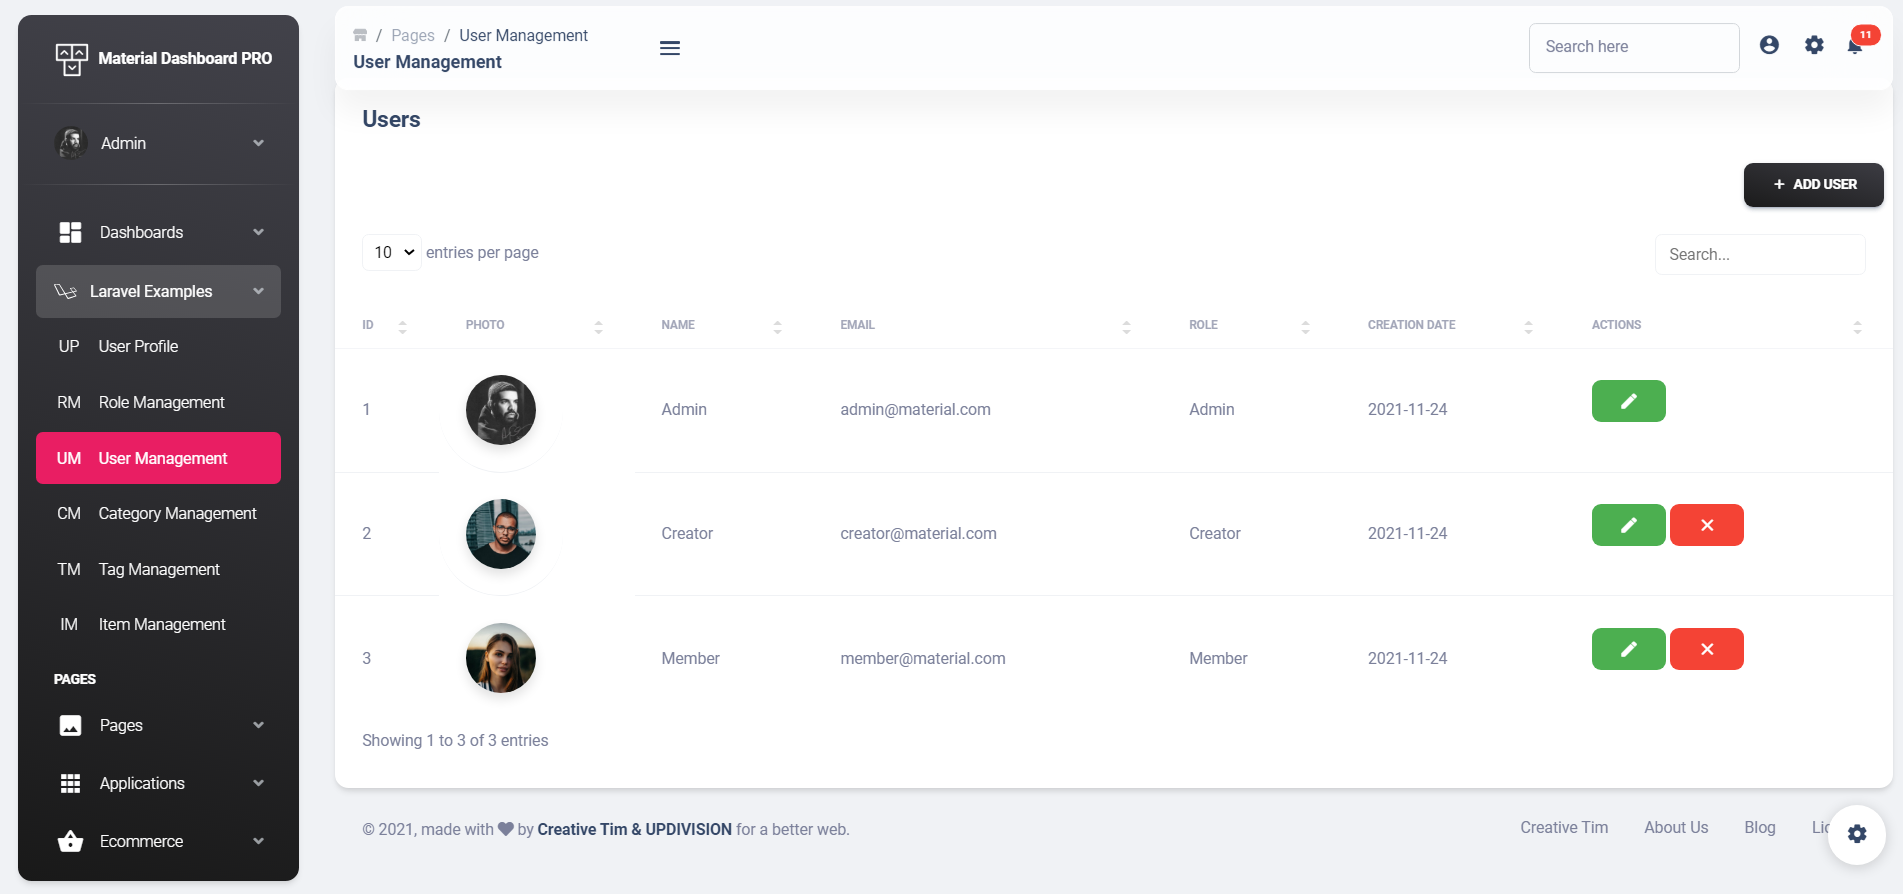 Material Dashboard PRO
Admin
Dashboards
Laravel Examples
UP User Profile
RM Role Management
UM User Management
CM Category Management
TM Tag Management
IM Item Management
PAGES
Pages
Applications
Ecommerce
/ Pages / User Management
User Management
Search here
11
Users
+ ADD USER
10 entries per page
Search...
ID PHOTO NAME EMAIL ROLE CREATION DATE ACTIONS
1 Admin admin@material.com Admin 2021-11-24
2 Creator creator@material.com Creator 2021-11-24
3 Member member@material.com Member 2021-11-24
Showing 1 to 3 of 3 entries
© 2021, made with by Creative Tim & UPDIVISION for a better web.
Creative Tim About Us Blog